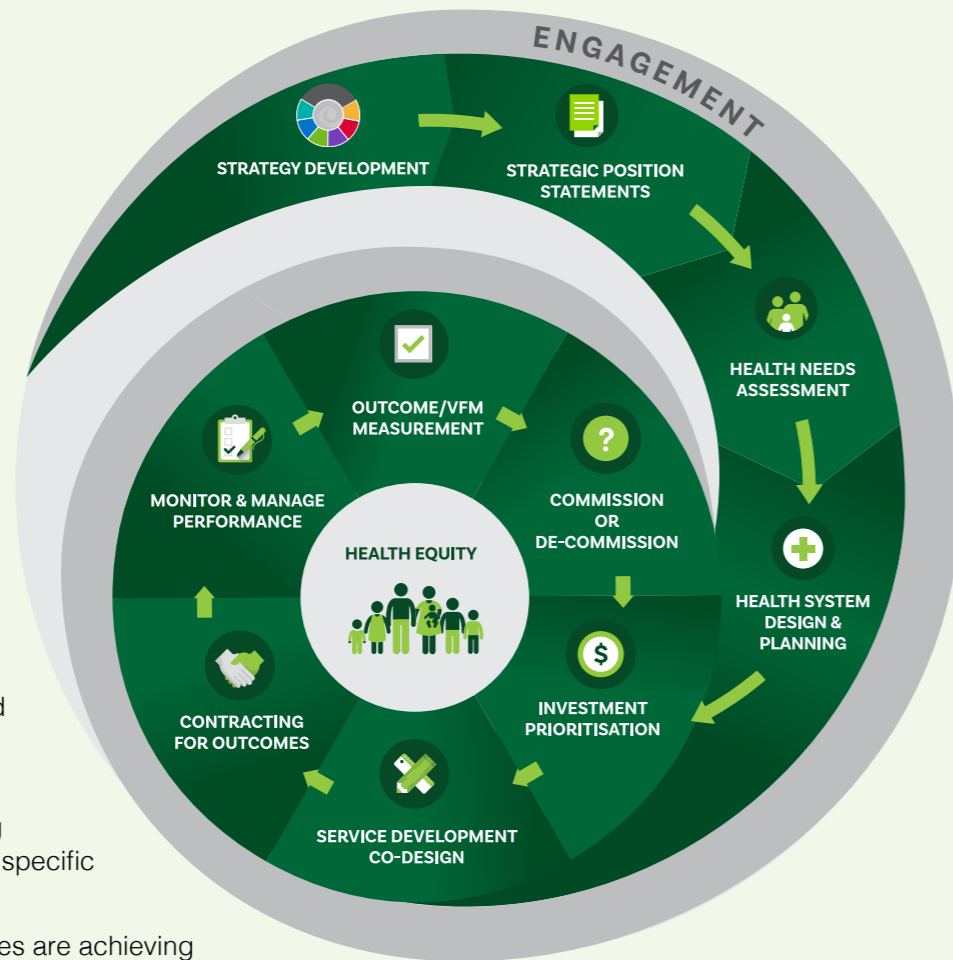 ENGAGEMENT
STRATEGY DEVELOPMENT
STRATEGIC POSITION
STATEMENTS
HEALTH NEEDS
ASSESSMENT
HEALTH SYSTEM
DESIGN &
PLANNING
OUTCOME/VFM
MEASUREMENT
COMMISSION
OR
DE-COMMISSION
INVESTMENT
PRIORITISATION
SERVICE DEVELOPMENT
CO-DESIGN
CONTRACTING
FOR OUTCOMES
MONITOR & MANAGE
PERFORMANCE
HEALTH EQUITY
?
$
specific
es are achieving